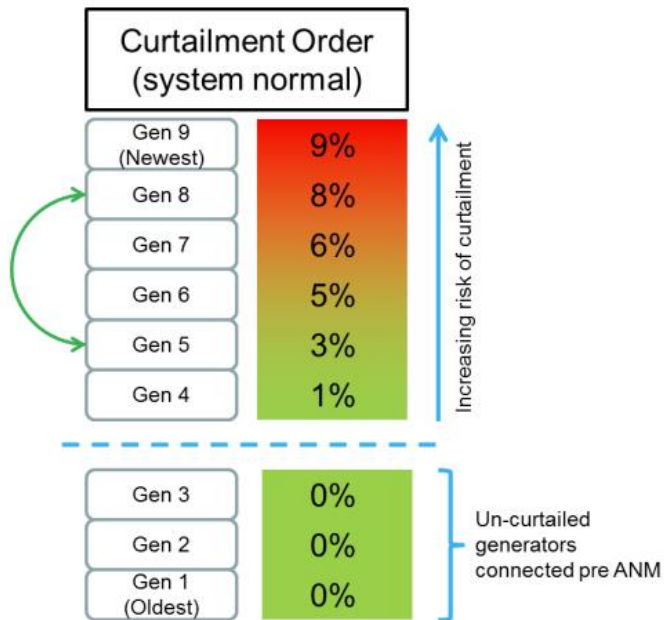 Curtailment Order
(system normal)
Gen 9
(Newest)
9%
Gen 8
8%
Gen 7
6%
Gen 6
5%
Gen 5
3%
Gen 4
1%
Increasing risk of curtailment
Gen 3
0%
Gen 2
0%
Gen 1
(Oldest)
0%
Un-curtailed
generators
connected pre ANM